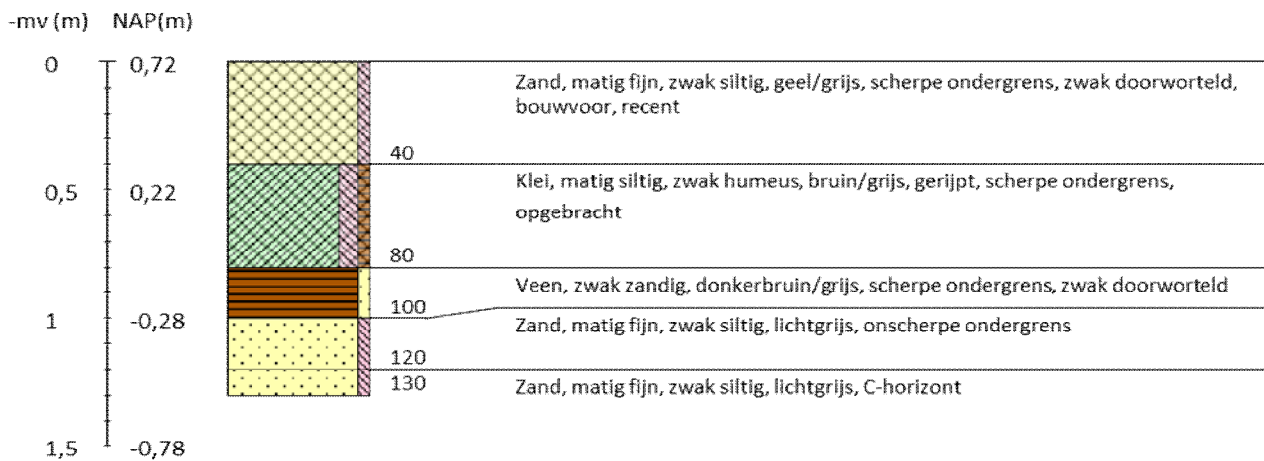 -mv (m) NAP(m)
0 0,72
Zand, matig fijn, zwak siltig, geel/grijs, scherpe ondergrens, zwak doorworteld,
bouwvoor, recent
40
0,5 0,22
Klei, matig siltig, zwak humeus, bruin/grijs, gerijpt, scherpe ondergrens,
opgebracht
80
Veen, zwak zandig, donkerbruin/grijs, scherpe ondergrens, zwak doorworteld
100
1 -0,28
Zand, matig fijn, zwak siltig, lichtgrijs, onscherpe ondergrens
120
130
Zand, matig fijn, zwak siltig, lichtgrijs, C-horizont
1,5 -0,78